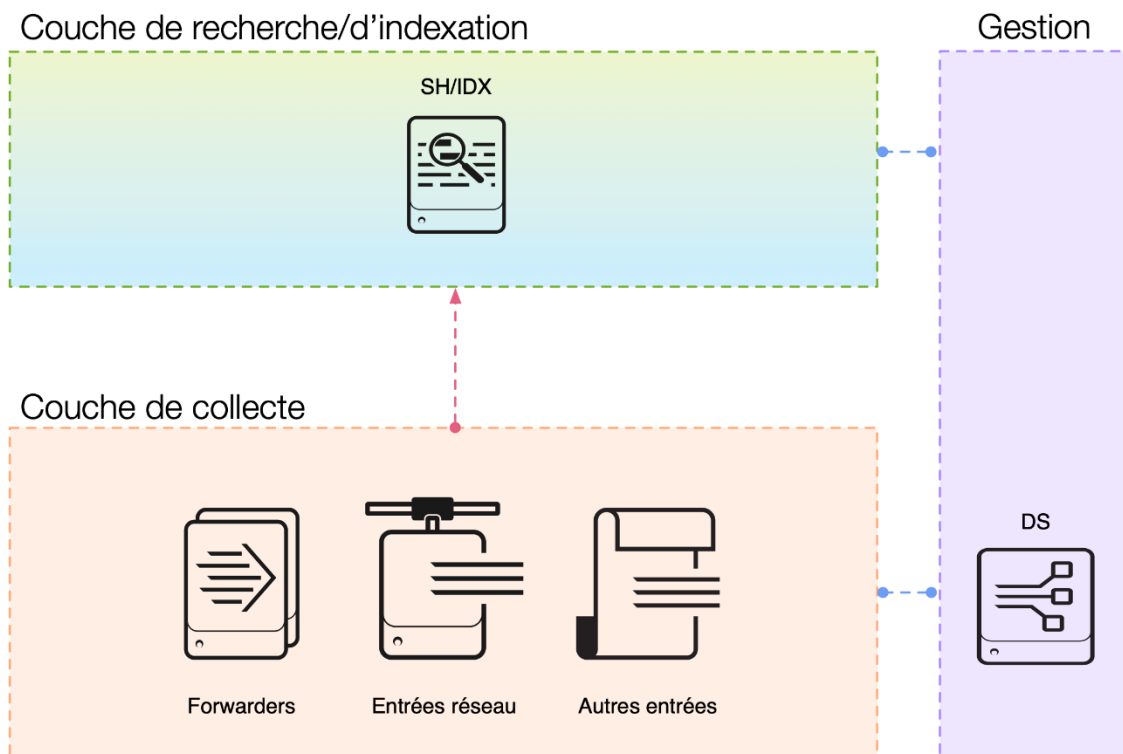 Couche de recherche/d’indexation
Gestion
SH/IDX
Couche de collecte
DS
Forwarders
Entrées réseau
Autres entrées